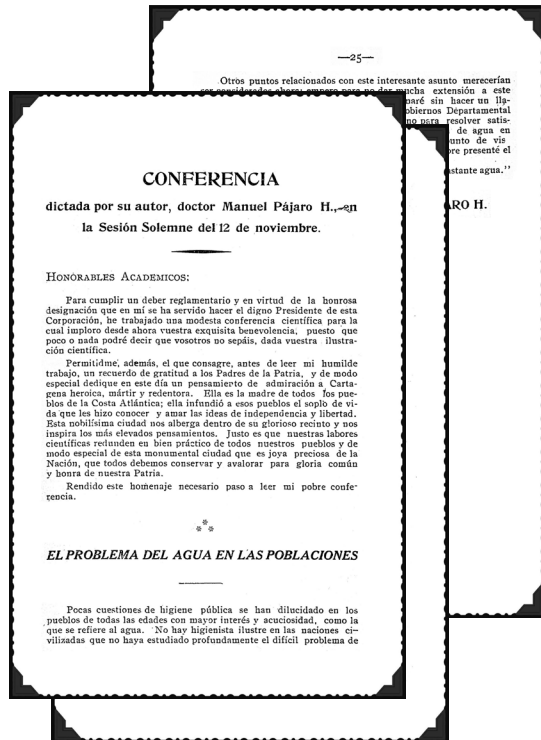 —25—
Otros puntos relacionados con este interesante asunto merecerían
ser considerados ahora; empero para no dar mucha extensión a este
naré sin hacer un lla-
obiernos Départamental
no para resolver satis-
de agua en
unto de vis
bre presenté el
istante agua."
ARO H.
CONFERENCIA
dictada por su autor, doctor Manuel Pájaro H., en
la Sesión Solemne del 12 de noviembre.
HONORABLES ACADEMICOS:
Para cumplir un deber reglamentario y en virtud de la honrosa
designación que en mí se ha servido hacer el digno Presidente de esta
Corporación, he trabajado una modesta conferencia científica para la
cual imploro desde ahora vuestra exquisita benevolencia, puesto que
poco o nada podré decir que vosotros no sepáis, dada vuestra ilustra-
ción científica.
Permitidme, además, el que consagre, antes de leer mi humilde
trabajo, un recuerdo de gratitud a los Padres de la Patria, y de modo
especial dedique en este día un pensamiento de admiración a Carta-
gena heroica, mártir y redentora. Ella es la madre de todos los pue-
blos de la Costa Atlántica; ella infundió a esos pueblos el soplo de vi-
da que les hizo conocer y amar las ideas de independencia y libertad.
Esta nobilísima ciudad nos alberga dentro de su glorioso recinto y nos
inspira los más elevados pensamientos. Justo es que nuestras labores
científicas redunden en bien práctico de todos nuestros pueblos y de
modo especial de esta monumental ciudad que es joya preciosa de la
Nación, que todos debemos conservar y avalorar para gloria común
y honra de nuestra Patria.
Rendido este homenaje necesario paso a leer mi pobre confe-
rencia.
EL PROBLEMA DEL AGUA EN LAS POBLACIONES
Pocas cuestiones de higiene pública se han dilucidado en los
pueblos de todas las edades con mayor interés y acuciosidad, como la
que se refiere al agua. No hay higienista ilustre en las naciones ci-
vilizadas que no haya estudiado profundamente el difícil problema de